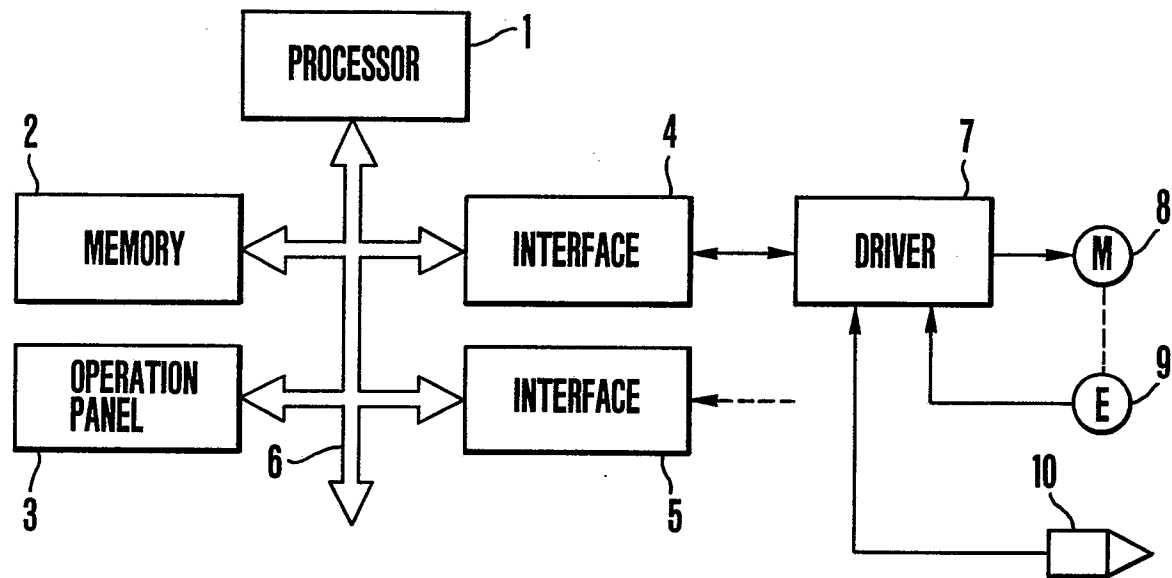 PROCESSOR
1
2
4
7
8
MEMORY
INTERFACE
DRIVER
M
OPERATION
PANEL
INTERFACE
E
9
6
3
5
10